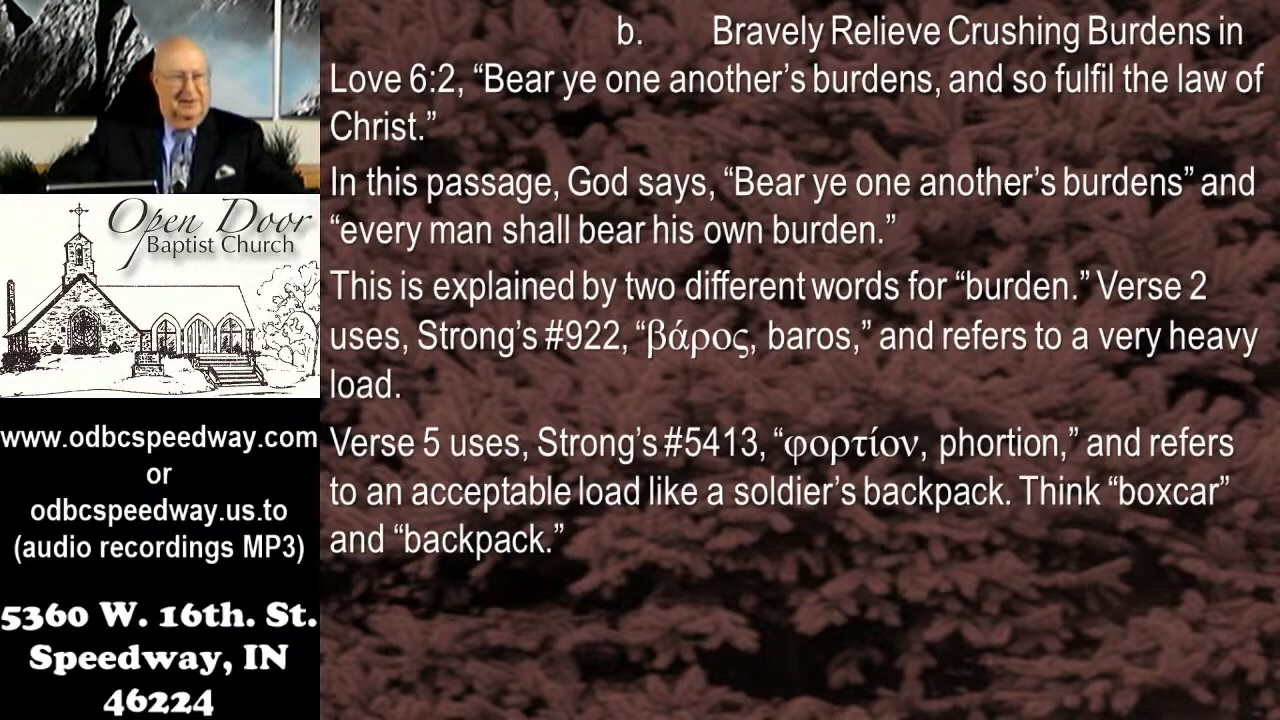 Open Door
Baptist Church
www.odbcspeedway.com
or
odbcspeedway.us.to
(audio recordings MP3)
5360 W. 16th. St.
Speedway, IN
46224
b. Bravely Relieve Crushing Burdens in
Love 6:2, “Bear ye one another’s burdens, and so fulfil the law of
Christ.”
In this passage, God says, “Bear ye one another’s burdens” and
“every man shall bear his own burden.”
This is explained by two different words for “burden.” Verse 2
uses, Strong’s #922, “βάρος, baros,” and refers to a very heavy
load.
Verse 5 uses, Strong’s #5413, “φορτίον, phortion,” and refers
to an acceptable load like a soldier’s backpack. Think “boxcar”
and “backpack.”